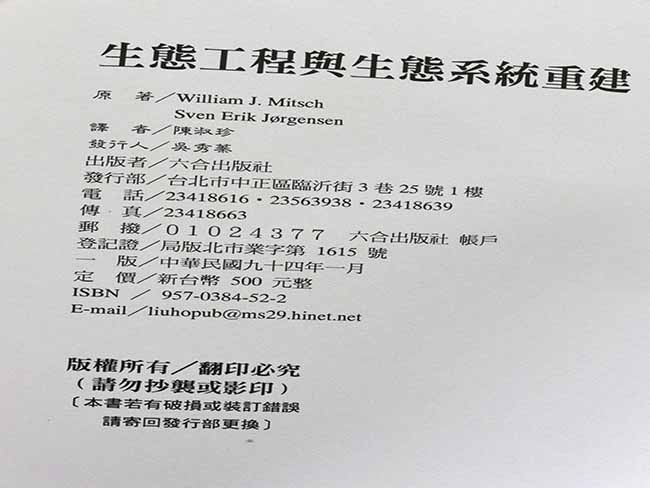 生態工程與生態系統重建
原 著／William J. Mitsch
Sven Erik Jørgensen
譯 者／陳淑珍
發行人／吳秀蘂
出版者／六合出版社
發行部／台北市中正區臨沂街 3 巷 25 號 1 樓
電 話／23418616．23563938．23418639
傳 真／23418663
郵 撥／０１０２４３７７ 六合出版社 帳戶
登記證／局版北市業字第 1615 號
一 版／中華民國九十四年一月
定 價／新台幣 500 元整
ISBN ／ 957-0384-52-2
E-mail／liuhopub@ms29.hinet.net
版權所有／翻印必究
（請勿抄襲或影印）
〔本書若有破損或裝訂錯誤
請寄回發行部更換〕